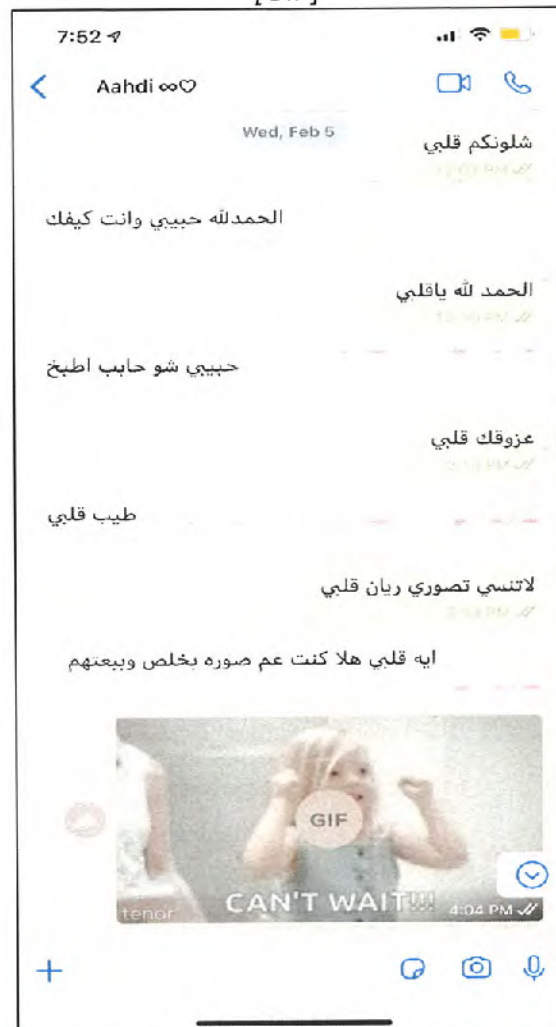 7:52
Aahdi ∞♡
Wed, Feb 5
شلونكم قلبي
الحمدلله حبيبي وانت كيفك
الحمد لله ياقلبي
حبيبي شو حابب اطبخ
عزوقك قلبي
طيب قلبي
لاتنسي تصوري ريان قلبي
ايه قلبي هلا كنت عم صوره بخلص وببعتهم
GIF
CAN'T WAIT!!!
tenor
4:04 PM